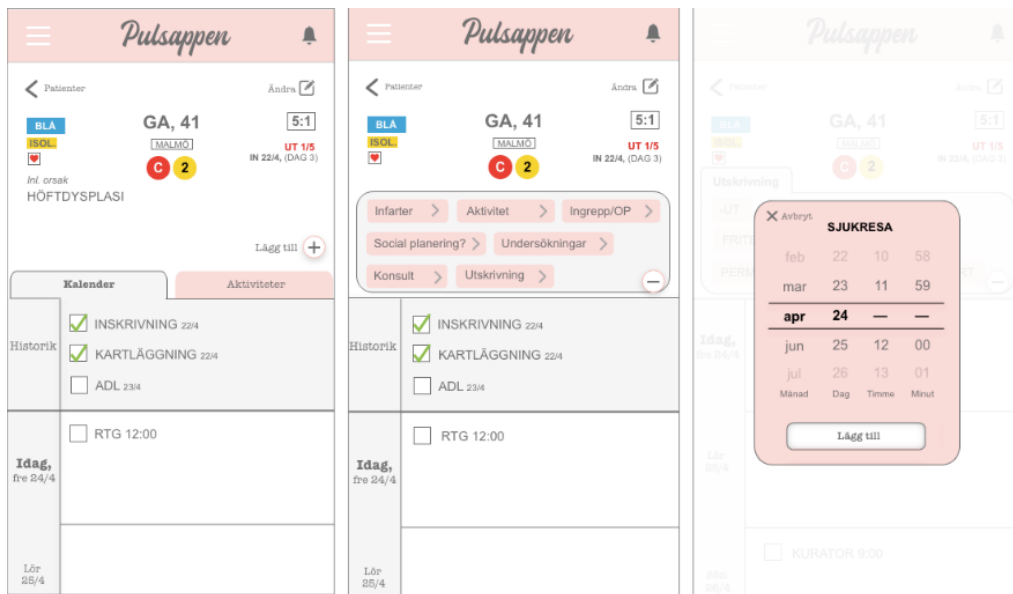 Pulsappen
Patienter
Ändra
BLÅ
GA, 41
5:1
ISOL.
MALMÖ
UT 1/5
IN 22/4, (DAG 3)
C 2
Inl. orsak
HÖFTDYSPLASI
Lägg till
Kalender
Aktiviteter
Historik
INSKRIVNING 22/4
KARTLÄGGNING 22/4
ADL 23/4
Idag,
fre 24/4
RTG 12:00
Lör
25/4
Pulsappen
Patienter
Ändra
BLÅ
GA, 41
5:1
ISOL.
MALMÖ
UT 1/5
IN 22/4, (DAG 3)
C 2
Infarter Aktivitet Ingrepp/OP
Social planering? Undersökningar
Konsult Utskrivning
Historik
INSKRIVNING 22/4
KARTLÄGGNING 22/4
ADL 23/4
Idag,
fre 24/4
RTG 12:00
Lör
25/4
Pulsappen
Patienter
Ändra
BLÅ
GA, 41
5:1
ISOL.
MALMÖ
UT 1/5
IN 22/4, (DAG 3)
C 2
Utskrivning
-UT
Avbryt
SJUKRESA
feb 22 10 58
mar 23 11 59
apr 24 — —
jun 25 12 00
jul 26 13 01
Månad Dag Timme Minut
Lägg till
Idag,
fre 24/4
Lör
25/4
KURATOR 9:00
Sön
26/4